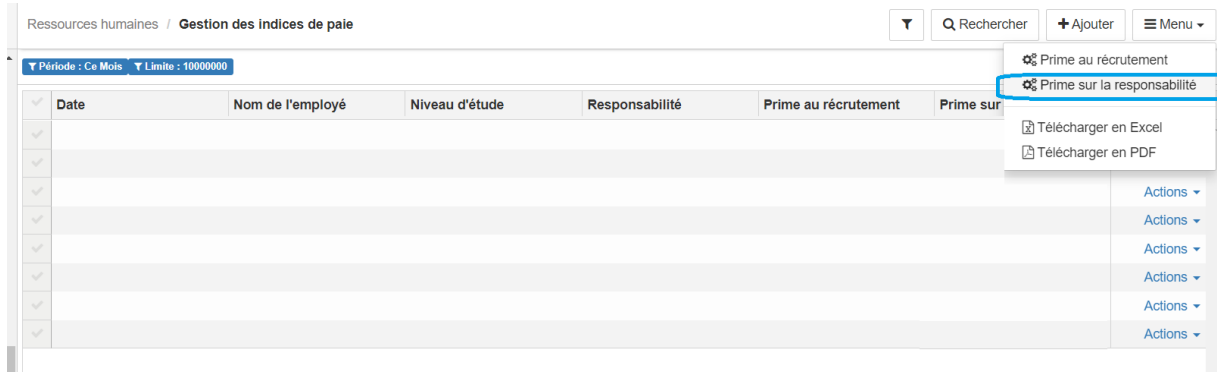 Ressources humaines / Gestion des indices de paie
Rechercher
Ajouter
Menu
Période : Ce Mois
Limite : 10000000
Prime au récrutement
Prime sur la responsabilité
Télécharger en Excel
Télécharger en PDF
Date Nom de l'employé Niveau d'étude Responsabilité Prime au récrutement Prime sur
Actions
Actions
Actions
Actions
Actions
Actions